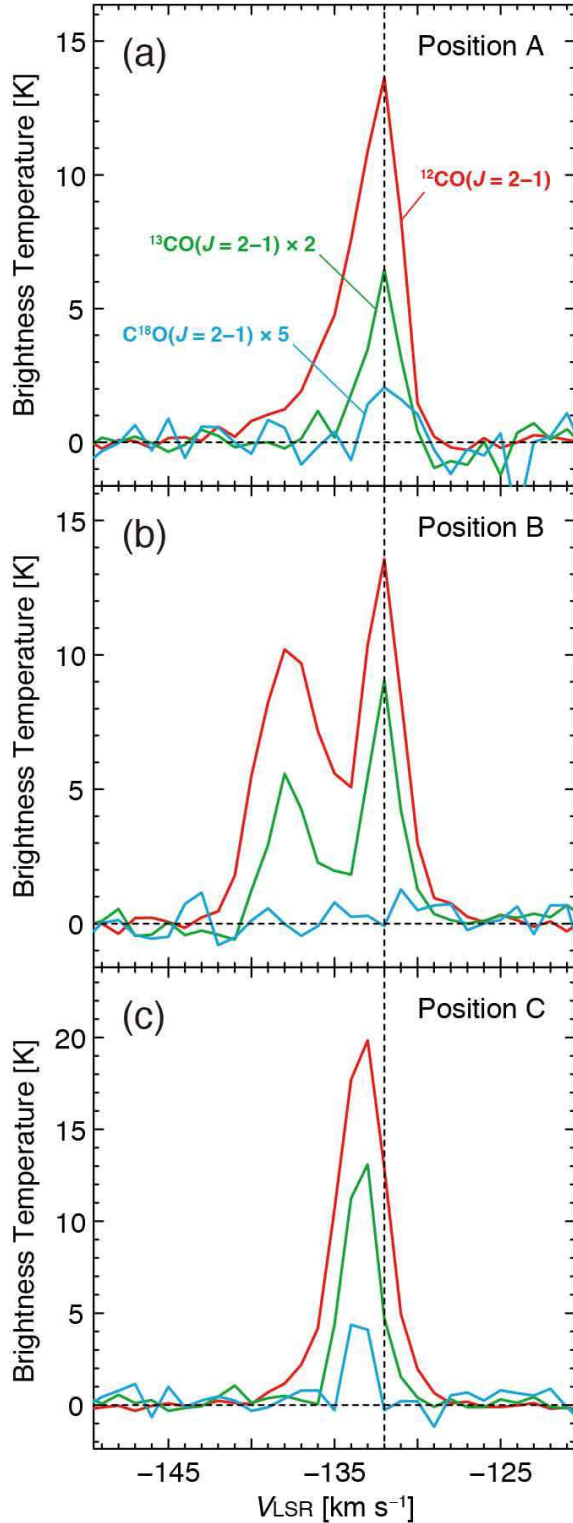 (a)
Position A
15
10
5
0
Brightness Temperature [K]
¹²CO(J = 2–1)
¹³CO(J = 2–1) × 2
C¹⁸O(J = 2–1) × 5
(b)
Position B
15
10
5
0
Brightness Temperature [K]
(c)
Position C
20
15
10
5
0
Brightness Temperature [K]
−145
−135
−125
VLSR [km s⁻¹]